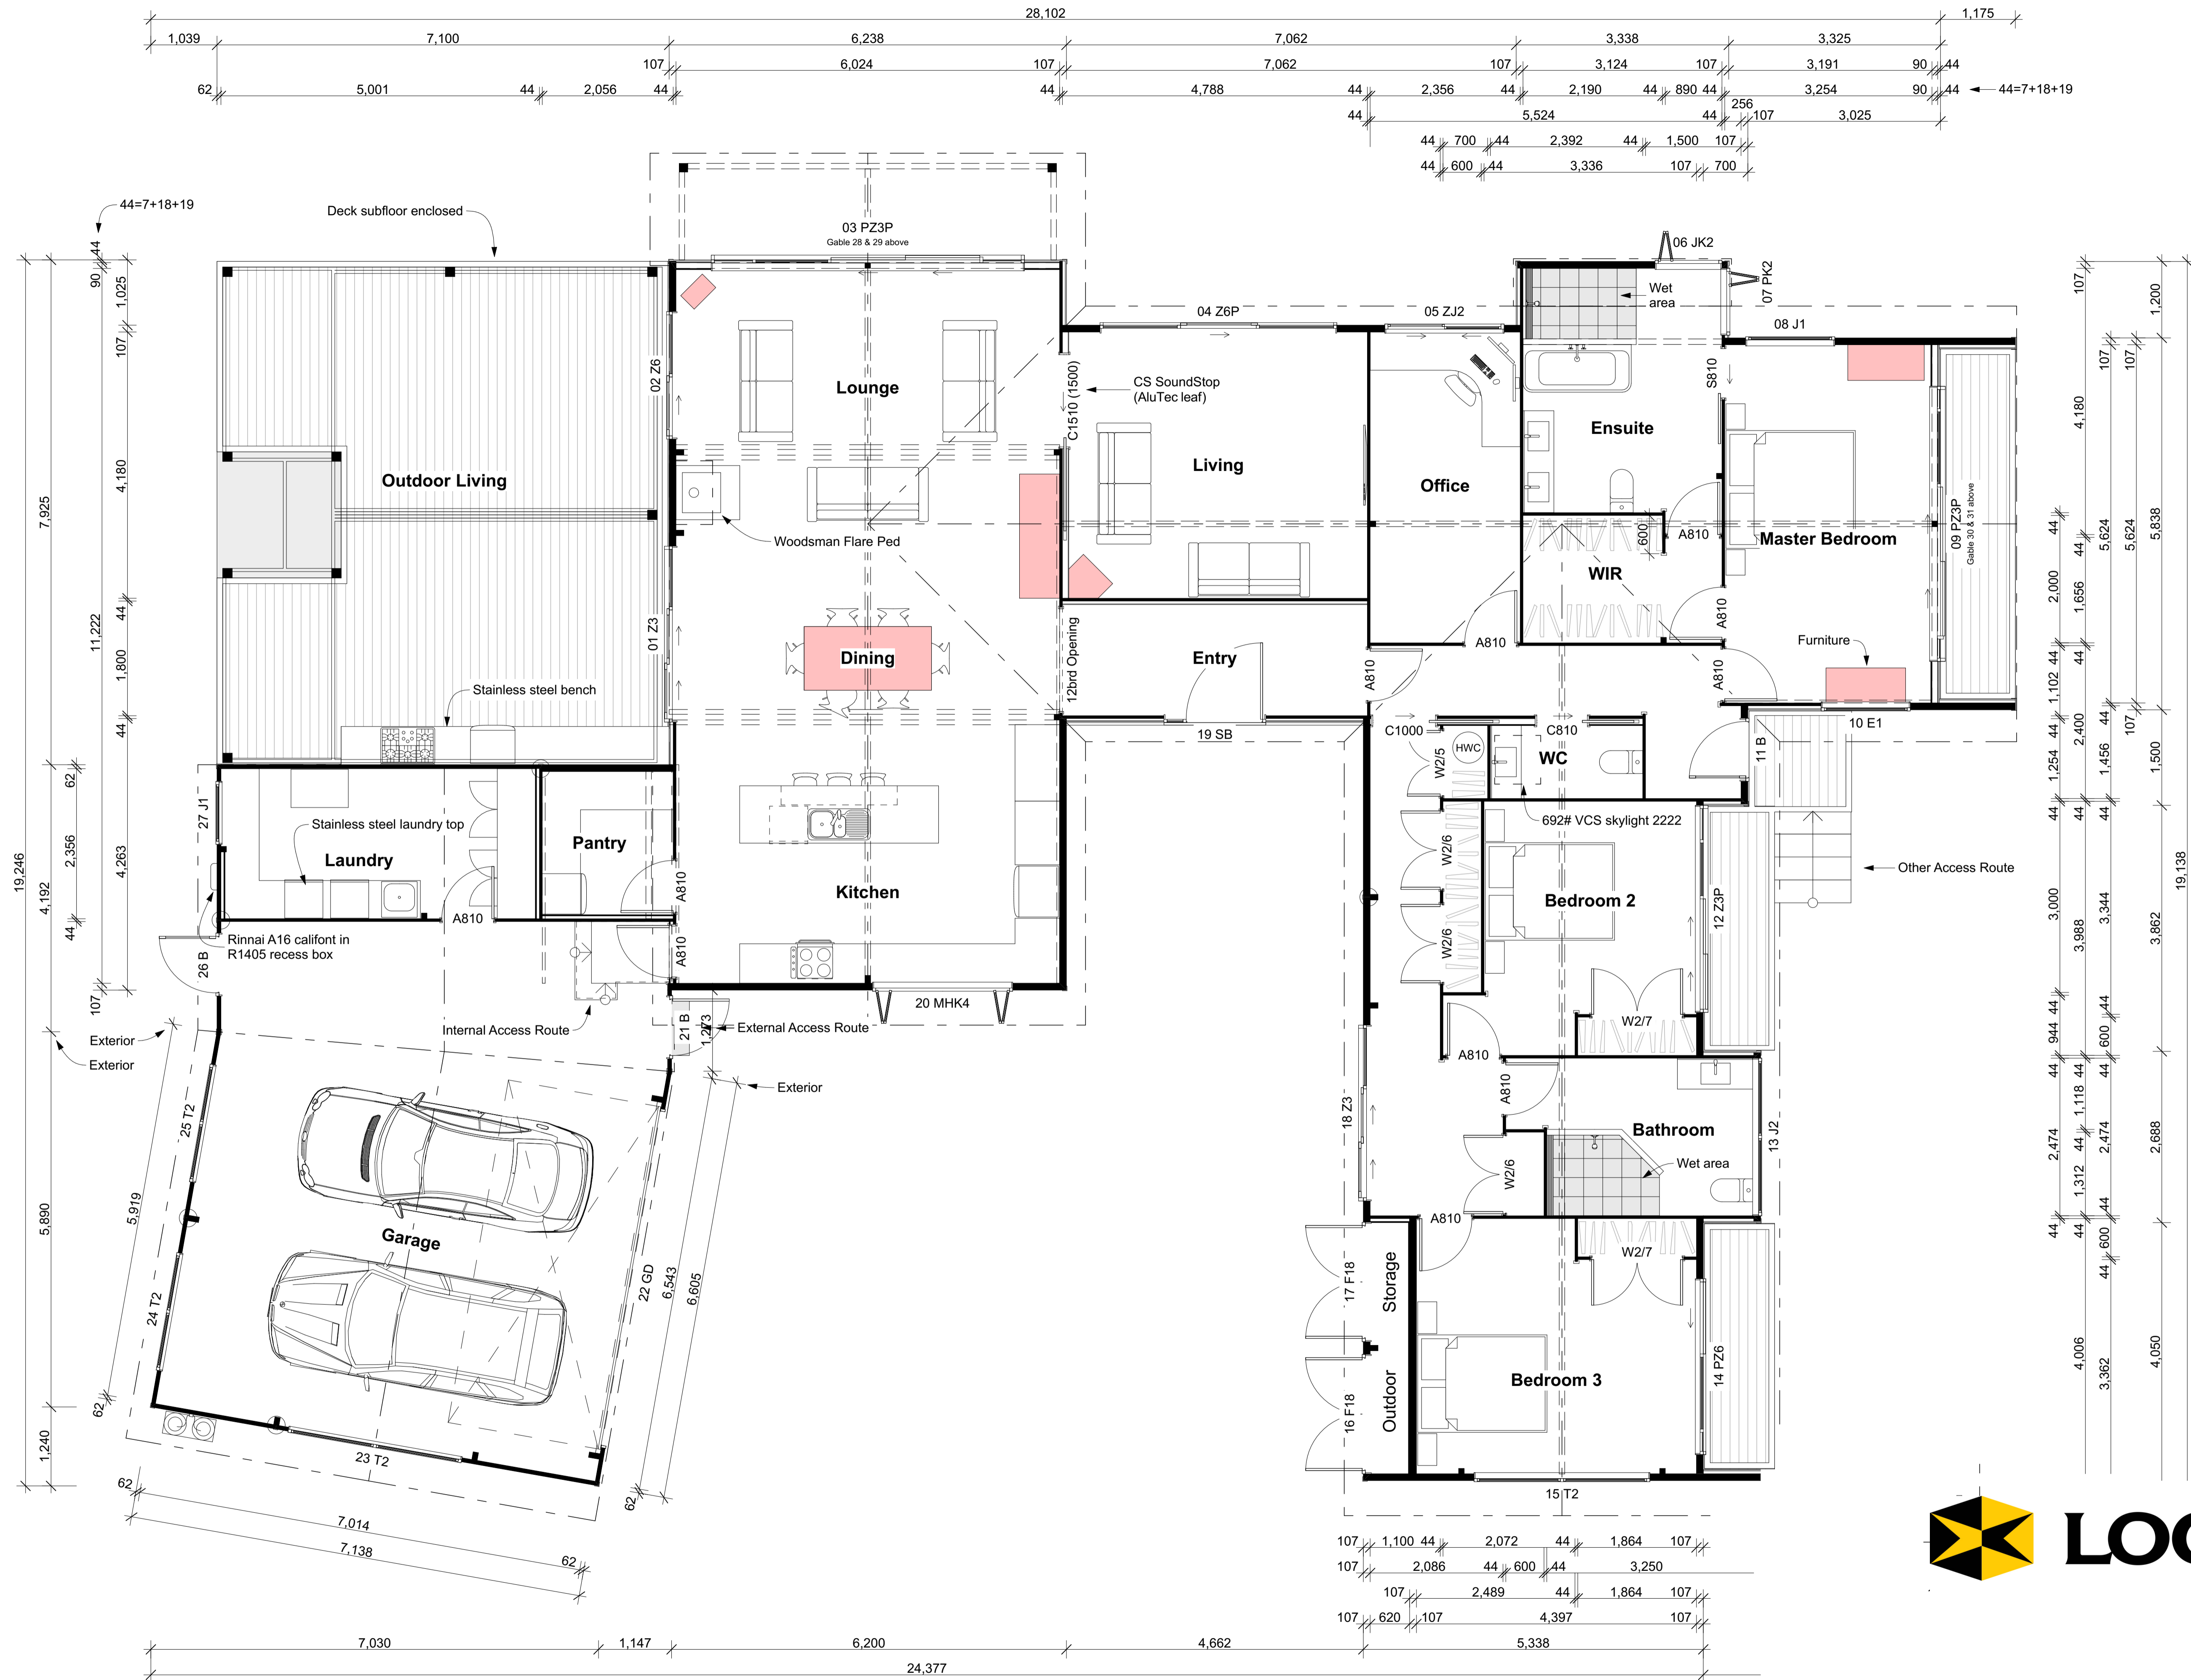 28,102 1,175
1,039 7,100 6,238 7,062 3,338 3,325
107 6,024 107 7,062 107 3,124 107 3,191 90 44
62 5,001 44 2,056 44 44 4,788 44 2,356 44 2,190 44 890 44 3,254 90 44 44=7+18+19
44 5,524 44 256 107 3,025
44 700 44 2,392 44 1,500 107
44 600 44 3,336 107 700
44=7+18+19
Deck subfloor enclosed
03 PZ3P
Gable 28 & 29 above
06 JK2
07 PK2
Wet
area
04 Z6P
05 ZJ2
08 J1
02 Z6
Lounge
C1510 (1500)
CS SoundStop
(AluTec leaf)
S810
Ensuite
Living
Outdoor Living
Office
Woodsman Flare Ped
600
A810
Master Bedroom
09 PZ3P
Gable 30 & 31 above
WIR
A810
01 Z3
12brd Opening
Dining
Entry
A810
A810
A810
Furniture
Stainless steel bench
19 SB
C1000
C810
10 E1
11 B
HWC
W2/5
WC
27 J1
Stainless steel laundry top
Laundry
Pantry
692# VCS skylight 2222
W2/6
Other Access Route
A810
Kitchen
Bedroom 2
12 Z3P
A810
A810
W2/6
Rinnai A16 califont in
R1405 recess box
26 B
20 MHK4
Internal Access Route
21 B
1,273
External Access Route
W2/7
Exterior
Exterior
Exterior
A810
A810
25 T2
18 Z3
Bathroom
13 J2
Wet area
W2/6
5,919
A810
Garage
22 GD
6,543
6,605
W2/7
24 T2
17 F18
Storage
14 PZ6
16 F18
Outdoor
Bedroom 3
62
23 T2
15 T2
62
62
7,014
7,138
62
19,246
7,925
4,192
5,890
1,240
44
90
11,222
62
2,356
44
107
1,025
107
4,180
44
1,800
44
4,263
44
2,000
44
1,102
44
1,254
44
3,000
44
944
44
2,474
44
107
4,180
44
1,656
44
2,400
44
3,988
44
1,118
44
1,312
44
4,006
107
5,624
44
44
1,456
44
3,344
44
600
44
2,474
44
600
44
3,362
107
5,624
107
1,200
5,838
1,500
3,862
2,688
4,050
19,138
LOC
107 1,100 44 2,072 44 1,864 107
107 2,086 44 600 44 3,250
107 2,489 44 1,864 107
107 620 107 4,397 107
7,030 1,147 6,200 4,662 5,338
24,377